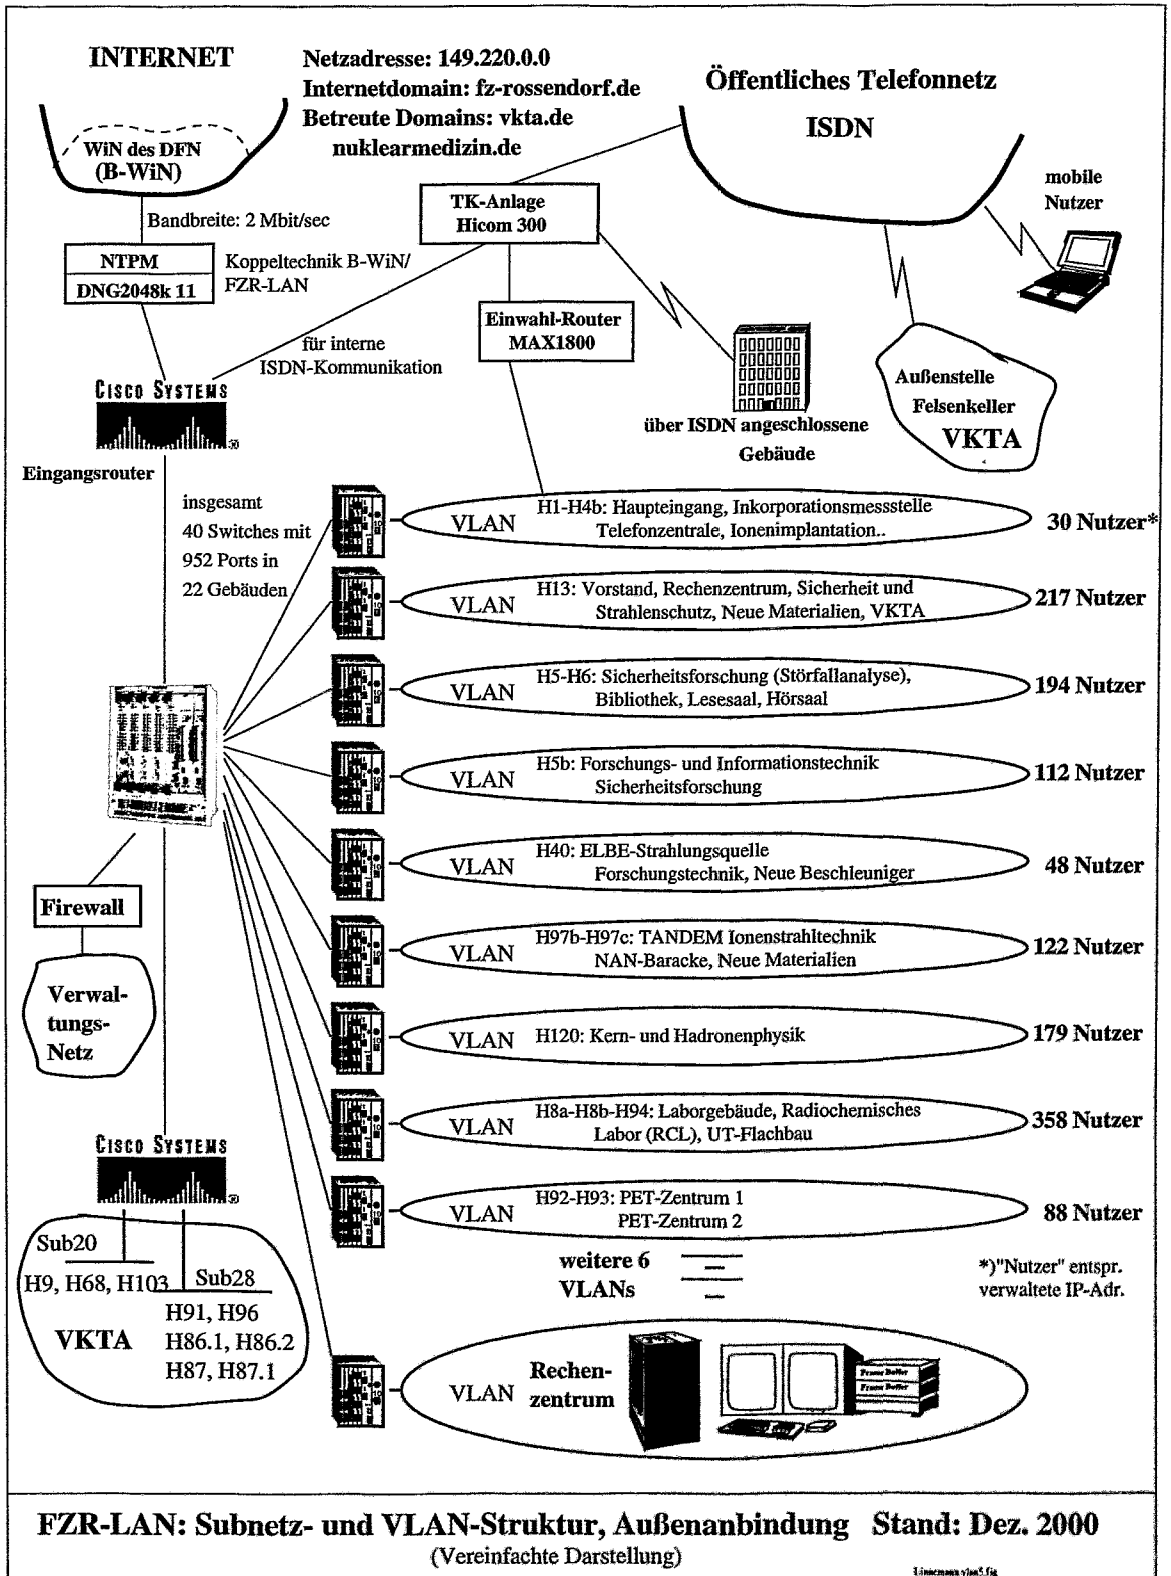 INTERNET
WiN des DFN
(B-WiN)
Netzadresse: 149.220.0.0
Internetdomain: fz-rossendorf.de
Betreute Domains: vkta.de
nuklearmedizin.de
Öffentliches Telefonnetz
ISDN
mobile
Nutzer
Bandbreite: 2 Mbit/sec
NTPM
DNG2048k 11
Koppeltechnik B-WiN/
FZR-LAN
TK-Anlage
Hicom 300
für interne
ISDN-Kommunikation
Einwahl-Router
MAX1800
über ISDN angeschlossene
Gebäude
Außenstelle
Felsenkeller
VKTA
CISCO SYSTEMS
®
Eingangsrouter
insgesamt
40 Switches mit
952 Ports in
22 Gebäuden
VLAN
H1-H4b: Haupteingang, Inkorporationsmessstelle
Telefonzentrale, Ionenimplantation..
30 Nutzer*
VLAN
H13: Vorstand, Rechenzentrum, Sicherheit und
Strahlenschutz, Neue Materialien, VKTA
217 Nutzer
VLAN
H5-H6: Sicherheitsforschung (Störfallanalyse),
Bibliothek, Lesesaal, Hörsaal
194 Nutzer
VLAN
H5b: Forschungs- und Informationstechnik
Sicherheitsforschung
112 Nutzer
VLAN
H40: ELBE-Strahlungsquelle
Forschungstechnik, Neue Beschleuniger
48 Nutzer
VLAN
H97b-H97c: TANDEM Ionenstrahltechnik
NAN-Baracke, Neue Materialien
122 Nutzer
VLAN
H120: Kern- und Hadronenphysik
179 Nutzer
VLAN
H8a-H8b-H94: Laborgebäude, Radiochemisches
Labor (RCL), UT-Flachbau
358 Nutzer
VLAN
H92-H93: PET-Zentrum 1
PET-Zentrum 2
88 Nutzer
weitere 6
VLANs
*)"Nutzer" entspr.
verwaltete IP-Adr.
Firewall
Verwal-
tungs-
Netz
CISCO SYSTEMS
®
Sub20
H9, H68, H103
Sub28
H91, H96
H86.1, H86.2
H87, H87.1
VKTA
VLAN
Rechen-
zentrum
Frame Buffer
Frame Buffer
FZR-LAN: Subnetz- und VLAN-Struktur, Außenanbindung Stand: Dez. 2000
(Vereinfachte Darstellung)
Linnemann vlan5.fig